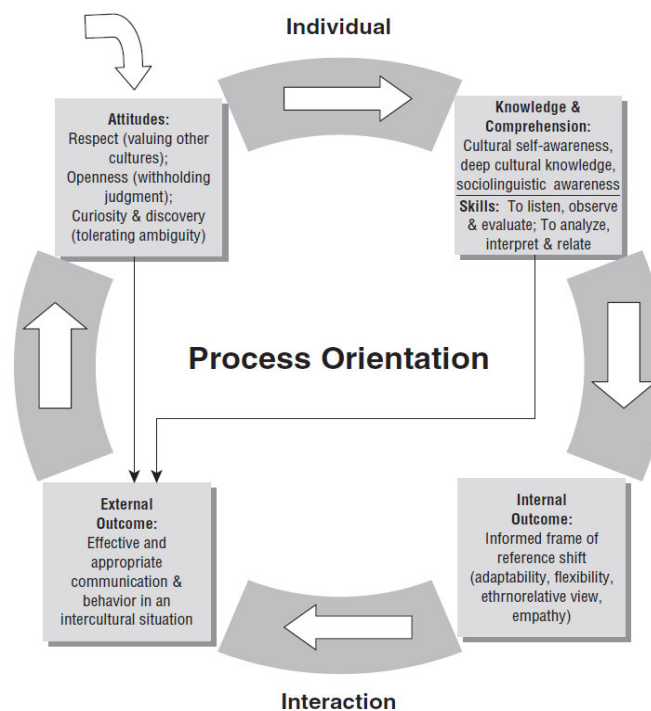 Individual
Attitudes:
Respect (valuing other
cultures);
Openness (withholding
judgment);
Curiosity & discovery
(tolerating ambiguity)
Knowledge &
Comprehension:
Cultural self-awareness,
deep cultural knowledge,
sociolinguistic awareness
Skills: To listen, observe
& evaluate; To analyze,
interpret & relate
Process Orientation
External
Outcome:
Effective and
appropriate
communication &
behavior in an
intercultural situation
Internal
Outcome:
Informed frame of
reference shift
(adaptability, flexibility,
ethrnorelative view,
empathy)
Interaction